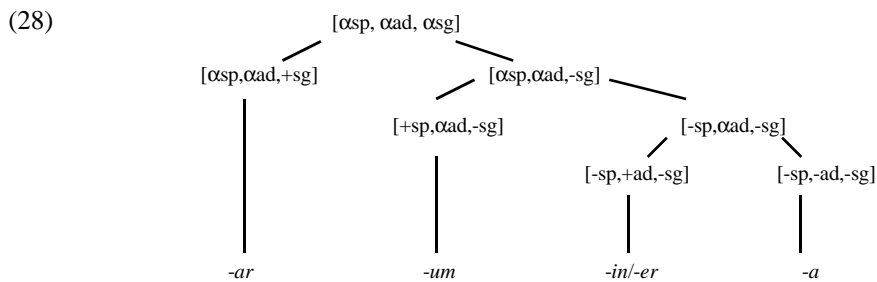 (28)
[αsp, αad, αsg]
[αsp,αad,+sg] [αsp,αad,-sg]
[+sp,αad,-sg] [-sp,αad,-sg]
[-sp,+ad,-sg] [-sp,-ad,-sg]
-ar -um -in/-er -a